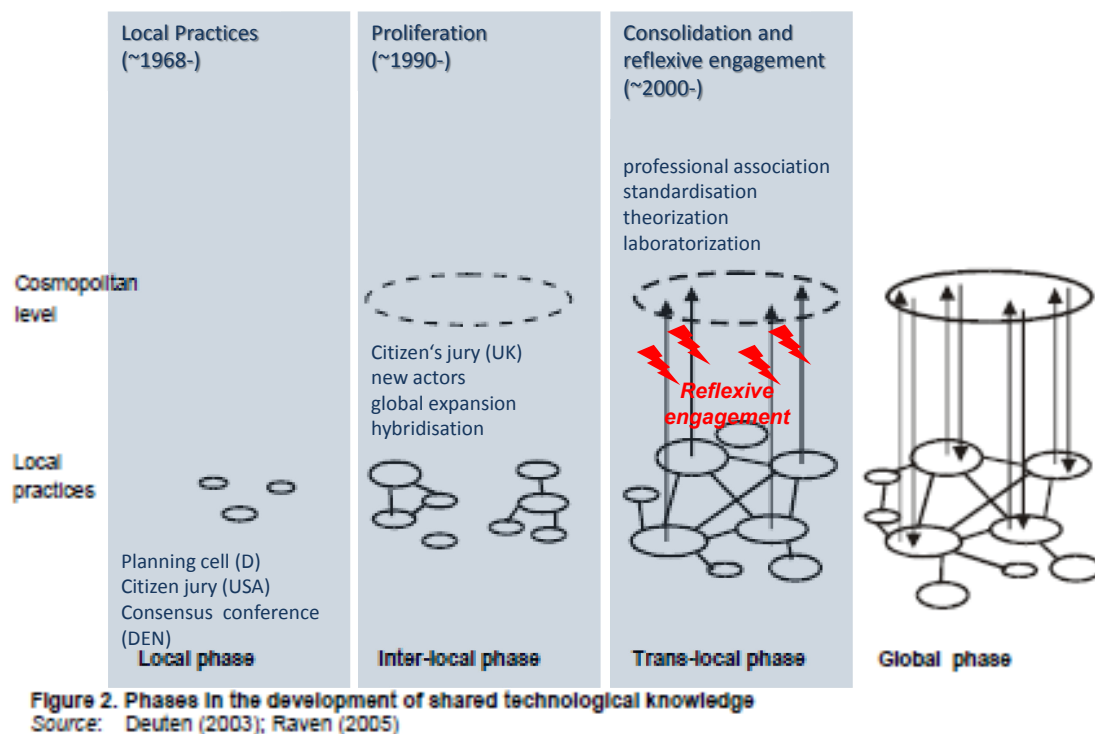 Local Practices
(~1968-)
Proliferation
(~1990-)
Consolidation and
reflexive engagement
(~2000-)
professional association
standardisation
theorization
laboratorization
Cosmopolitan
level
Citizen‘s jury (UK)
new actors
global expansion
hybridisation
Reflexive
engagement
Local
practices
Planning cell (D)
Citizen jury (USA)
Consensus conference
(DEN)
Local phase
Inter-local phase
Trans-local phase
Global phase
Figure 2. Phases in the development of shared technological knowledge
Source: Deuten (2003); Raven (2005)